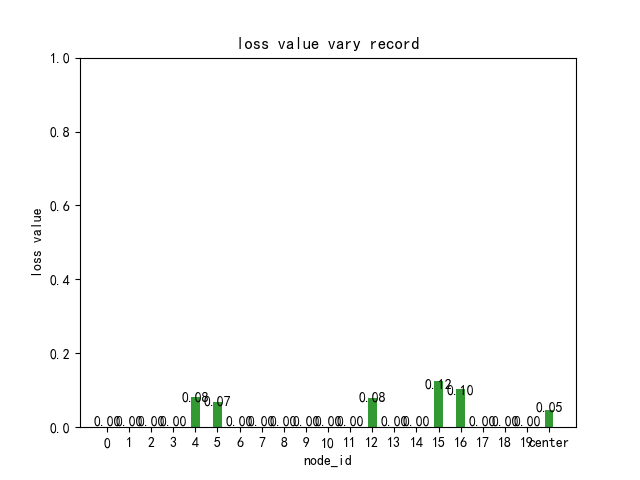 loss value vary record
1.0
0.8
0.6
0.4
0.2
0.0
loss value
0.00 0.00 0.00 0.00 0.08 0.07 0.00 0.00 0.00 0.00 0.00 0.00 0.08 0.00 0.00 0.12 0.10 0.00 0.00 0.00 0.05
0 1 2 3 4 5 6 7 8 9 10 11 12 13 14 15 16 17 18 19 center
node_id